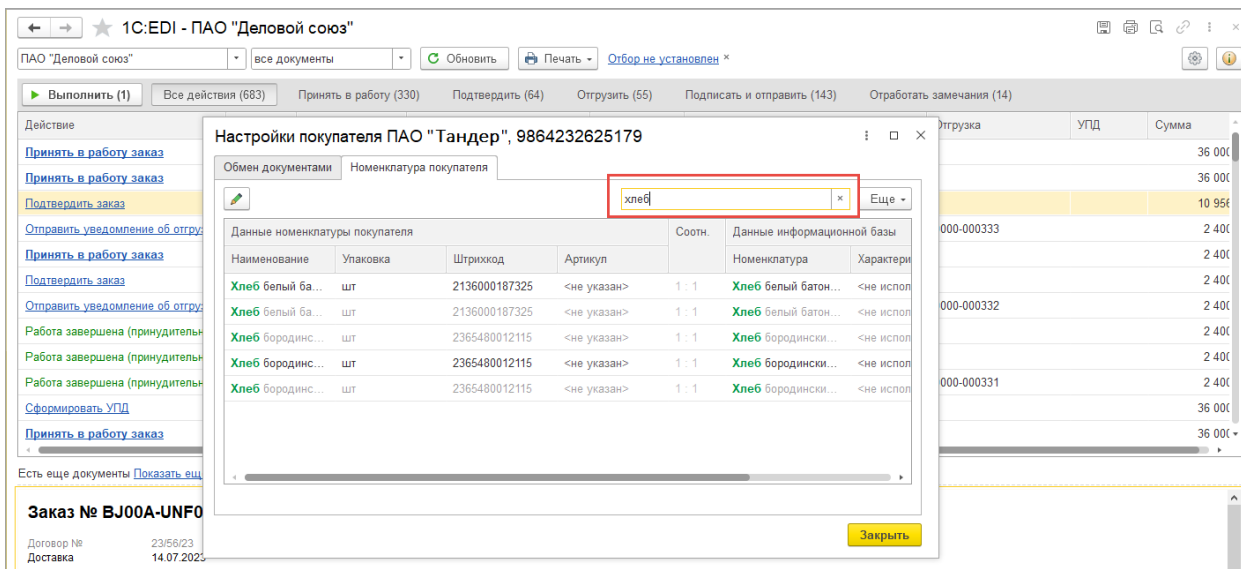 1С:EDI - ПАО "Деловой союз"
ПАО "Деловой союз" все документы Обновить Печать Отбор не установлен ×
Выполнить (1) Все действия (683) Принять в работу (330) Подтвердить (64) Отгрузить (55) Подписать и отправить (143) Отработать замечания (14)
Действие УПД Сумма
Принять в работу заказ 36 000
Принять в работу заказ 36 000
Подтвердить заказ 10 956
Отправить уведомление об отгру 000-000333 2 400
Принять в работу заказ 2 400
Подтвердить заказ 2 400
Отправить уведомление об отгру 000-000332 2 400
Работа завершена (принудительн 2 400
Работа завершена (принудительн 2 400
Работа завершена (принудительн 000-000331 2 400
Сформировать УПД 36 000
Принять в работу заказ 36 000
Есть еще документы Показать ещ
Заказ № BJ00A-UNF0
Договор № 23/56/23
Доставка 14.07.2023
Настройки покупателя ПАО "Тандер", 9864232625179
Обмен документами Номенклатура покупателя
хлеб × Еще
Данные номенклатуры покупателя Соотн. Данные информационной базы
Наименование Упаковка Штрихкод Артикул Номенклатура Характери
Хлеб белый ба... шт 2136000187325 <не указан> 1 : 1 Хлеб белый батон... <не испол
Хлеб белый ба... шт 2136000187325 <не указан> 1 : 1 Хлеб белый батон... <не испол
Хлеб бородинс... шт 2365480012115 <не указан> 1 : 1 Хлеб бородински... <не испол
Хлеб бородинс... шт 2365480012115 <не указан> 1 : 1 Хлеб бородински... <не испол
Хлеб бородинс... шт 2365480012115 <не указан> 1 : 1 Хлеб бородински... <не испол
Закрыть